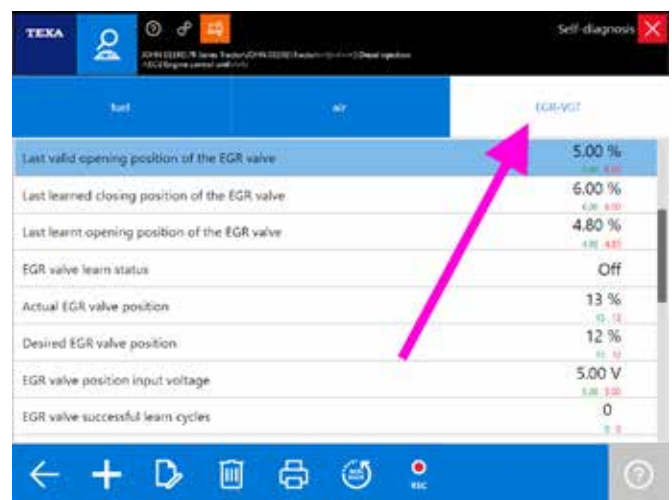 TEXA
Self-diagnosis
fuel
air
EGR-VGT
Last valid opening position of the EGR valve
5.00 %
Last learned closing position of the EGR valve
6.00 %
Last learnt opening position of the EGR valve
4.80 %
EGR valve learn status
Off
Actual EGR valve position
13 %
Desired EGR valve position
12 %
EGR valve position input voltage
5.00 V
EGR valve successful learn cycles
0
REC